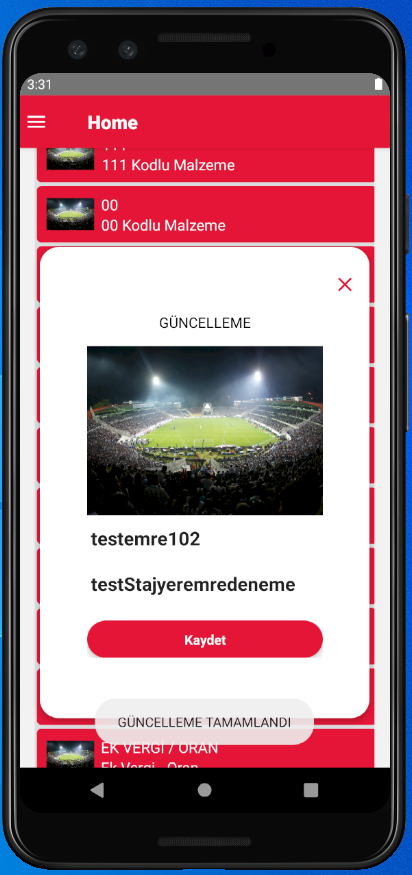 3:31
Home
111 Kodlu Malzeme
00
00 Kodlu Malzeme
GÜNCELLEME
testemre102
testStajyeremredeneme
Kaydet
GÜNCELLEME TAMAMLANDI
EK VERGİ / ORAN
Ek Vergi - Oran